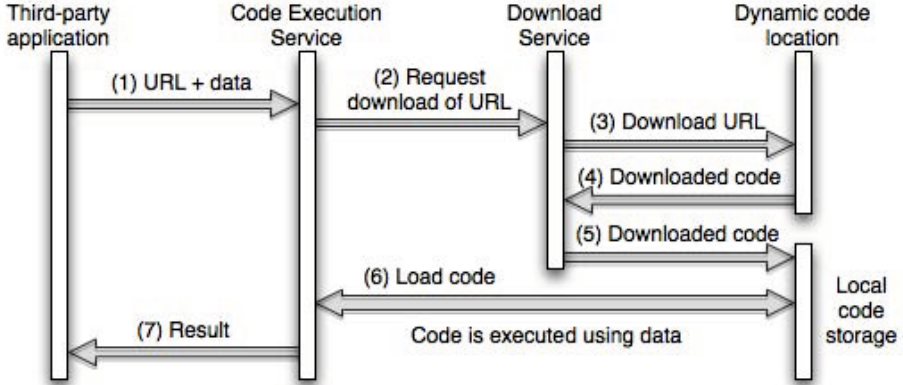 Third-party
application
Code Execution
Service
Download
Service
Dynamic code
location
(1) URL + data
(2) Request
download of URL
(3) Download URL
(4) Downloaded code
(5) Downloaded code
(6) Load code
Local
code
storage
(7) Result
Code is executed using data